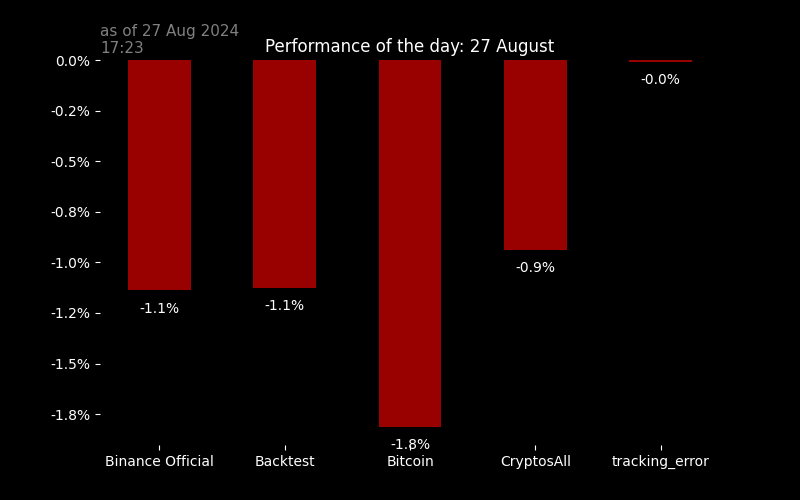 as of 27 Aug 2024
17:23
Performance of the day: 27 August
0.0%
-0.2%
-0.5%
-0.8%
-1.0%
-1.2%
-1.5%
-1.8%
-1.1%
-1.1%
-1.8%
-0.9%
-0.0%
Binance Official
Backtest
Bitcoin
CryptosAll
tracking_error